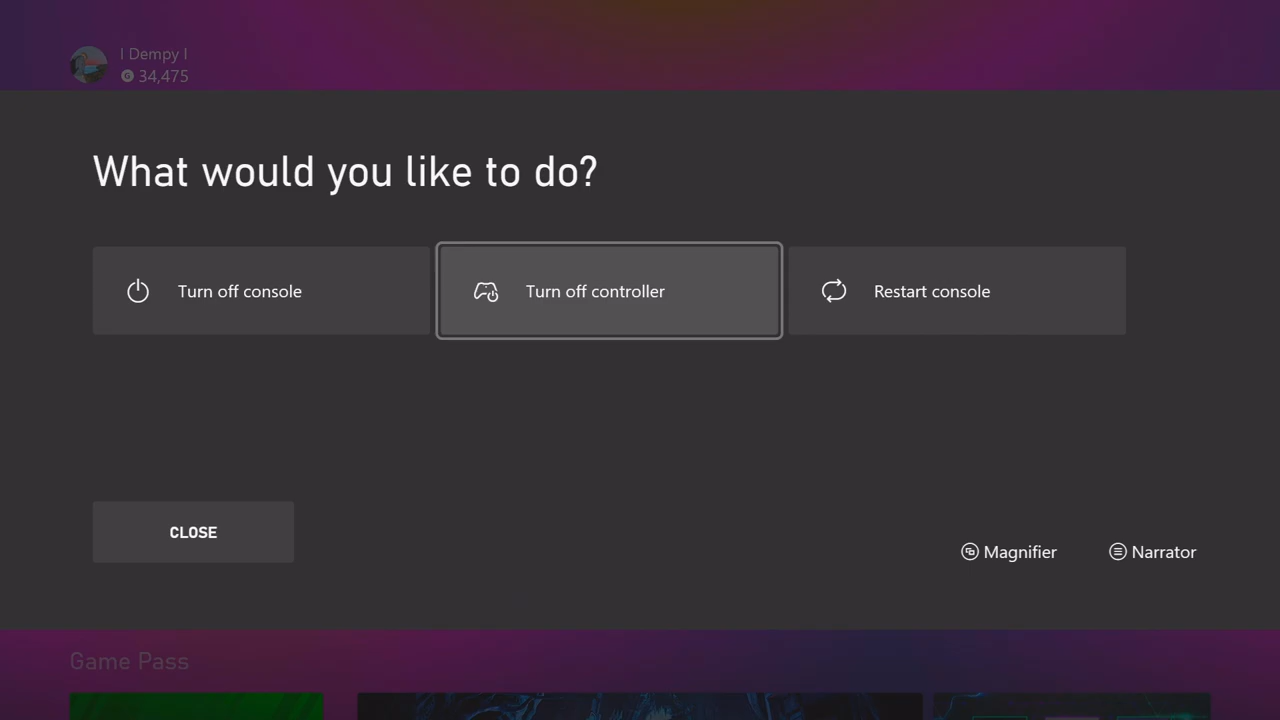 I Dempy I
G 34,475
What would you like to do?
Turn off console
Turn off controller
Restart console
CLOSE
Magnifier
Narrator
Game Pass